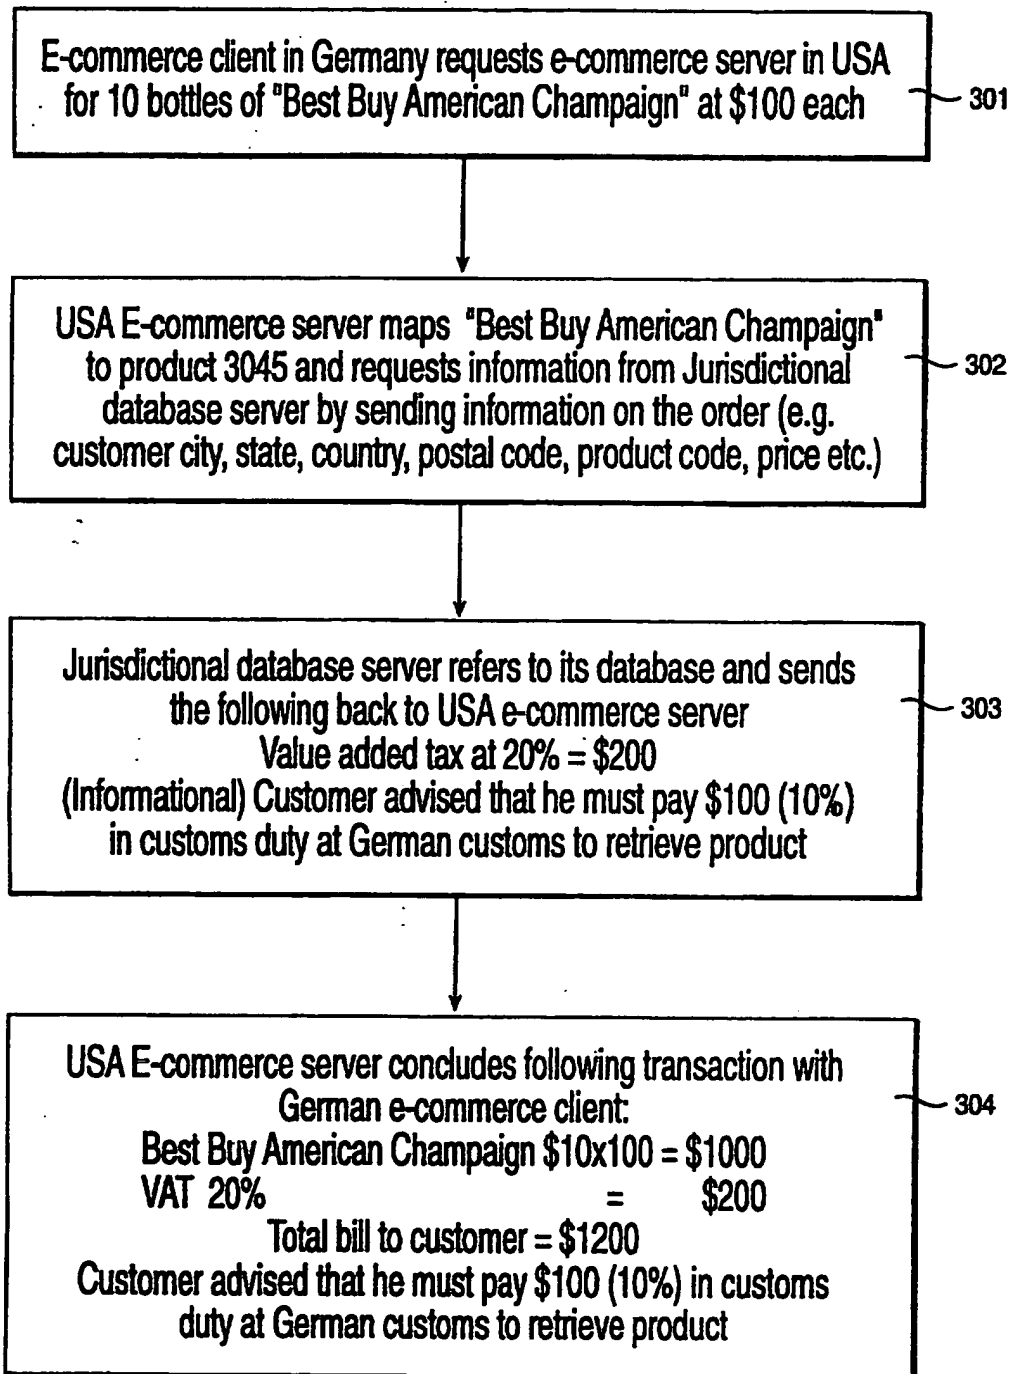 E-commerce client in Germany requests e-commerce server in USA
for 10 bottles of "Best Buy American Champaign" at $100 each
301
USA E-commerce server maps "Best Buy American Champaign"
to product 3045 and requests information from Jurisdictional
database server by sending information on the order (e.g.
customer city, state, country, postal code, product code, price etc.)
302
Jurisdictional database server refers to its database and sends
the following back to USA e-commerce server
Value added tax at 20% = $200
(Informational) Customer advised that he must pay $100 (10%)
in customs duty at German customs to retrieve product
303
USA E-commerce server concludes following transaction with
German e-commerce client:
Best Buy American Champaign $10x100 = $1000
VAT 20% = $200
Total bill to customer = $1200
Customer advised that he must pay $100 (10%) in customs
duty at German customs to retrieve product
304